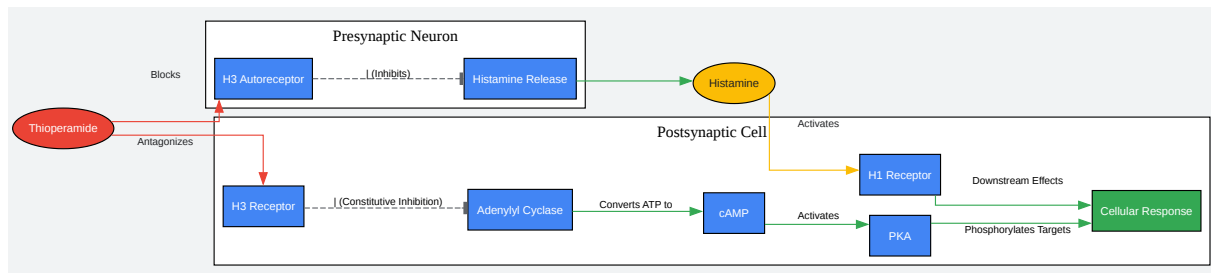 Presynaptic Neuron
Blocks
H3 Autoreceptor
| (Inhibits)
Histamine Release
Histamine
Thioperamide
Antagonizes
Postsynaptic Cell
Activates
H3 Receptor
| (Constitutive Inhibition)
Adenylyl Cyclase
Converts ATP to
cAMP
Activates
H1 Receptor
PKA
Downstream Effects
Phosphorylates Targets
Cellular Response